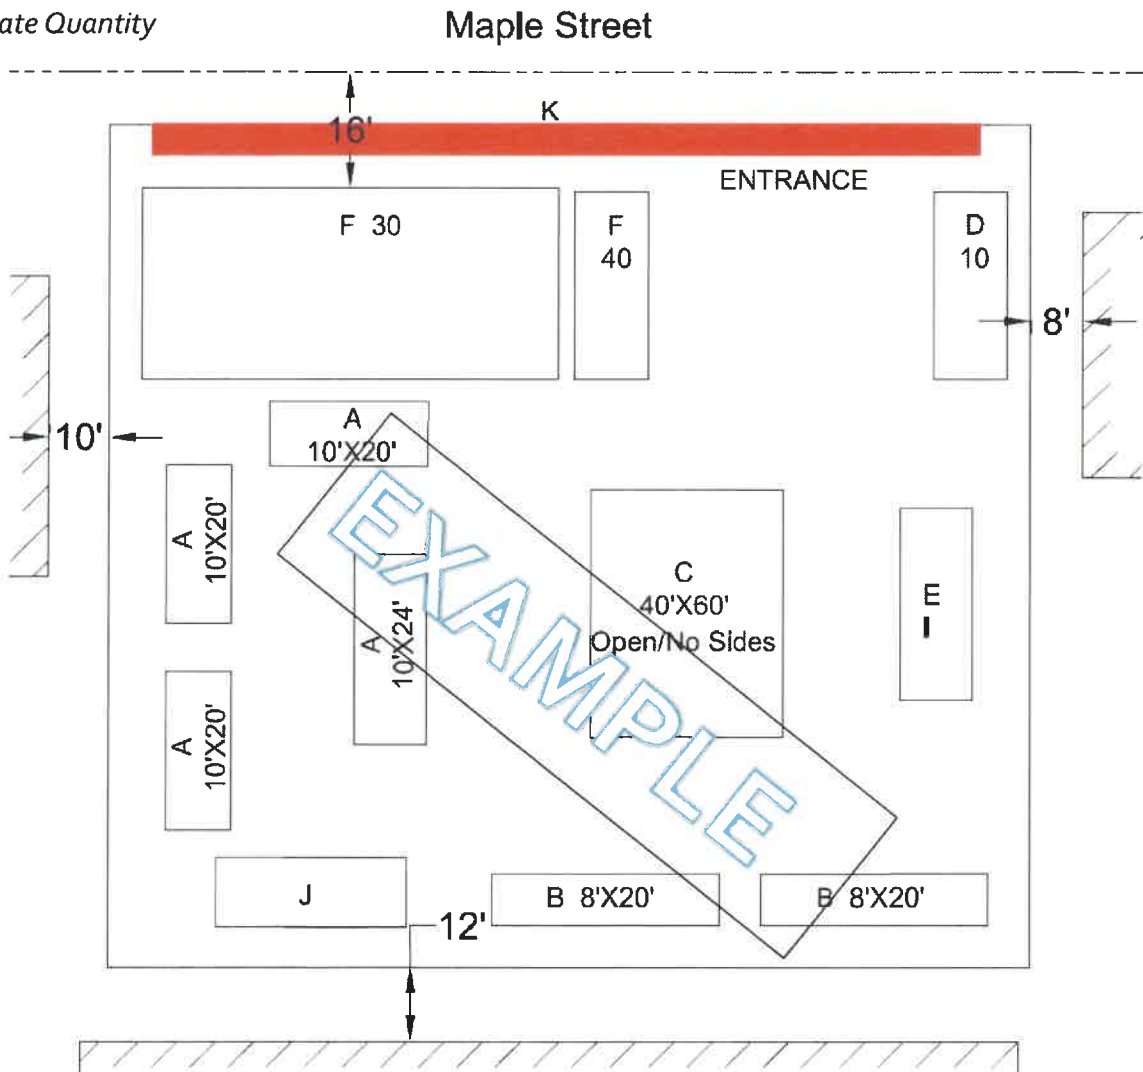 Quantity
Maple Street
K
16'
ENTRANCE
F 30
F
40
D
10
8'
10'
A
10'X20'
A
10'X20'
C
40'X60'
Open/No Sides
E
I
A
10'X24'
A
10'X20'
EXAMPLE
J
B 8'X20'
B 8'X20'
12'